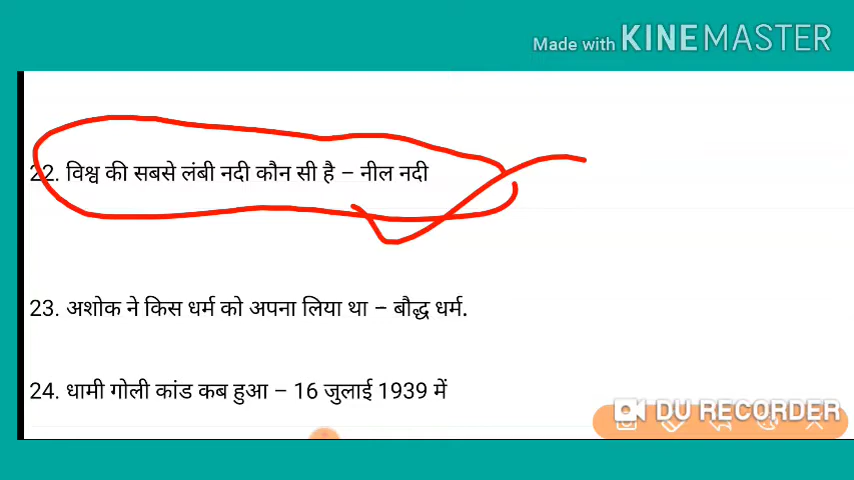 Made with KINEMASTER
22. विश्व की सबसे लंबी नदी कौन सी है – नील नदी
23. अशोक ने किस धर्म को अपना लिया था – बौद्ध धर्म.
24. धामी गोली कांड कब हुआ – 16 जुलाई 1939 में
DU RECORDER